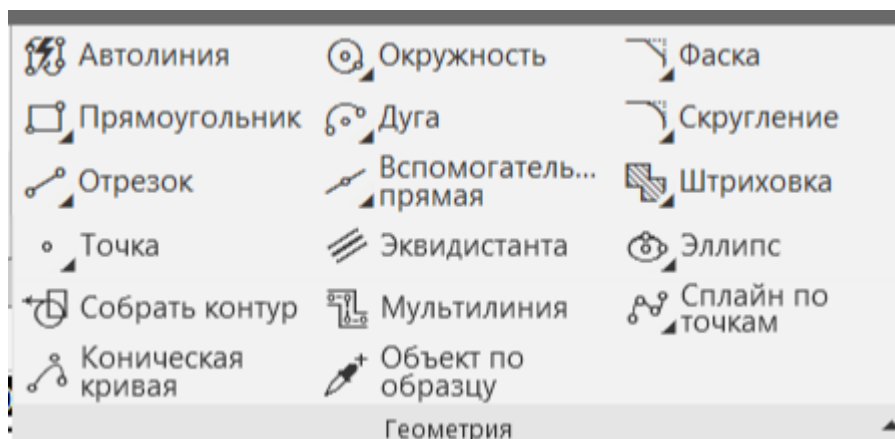 Автолиния
Окружность
Фаска
Прямоугольник
Дуга
Скругление
Отрезок
Вспомогатель...
прямая
Штриховка
Точка
Эквидистанта
Эллипс
Собрать контур
Мультилиния
Сплайн по
точкам
Коническая
кривая
Объект по
образцу
Геометрия